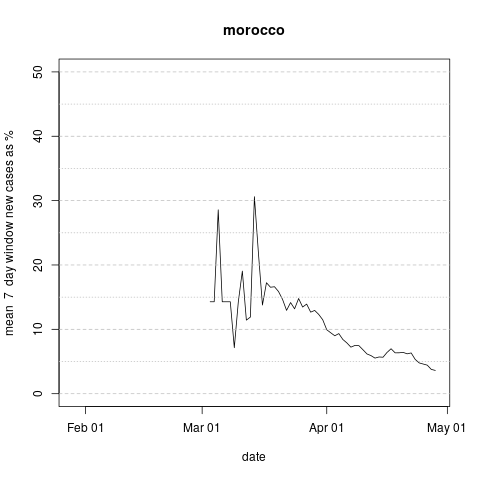 morocco
mean 7 day window new cases as %
50
40
30
20
10
0
Feb 01
Mar 01
Apr 01
May 01
date